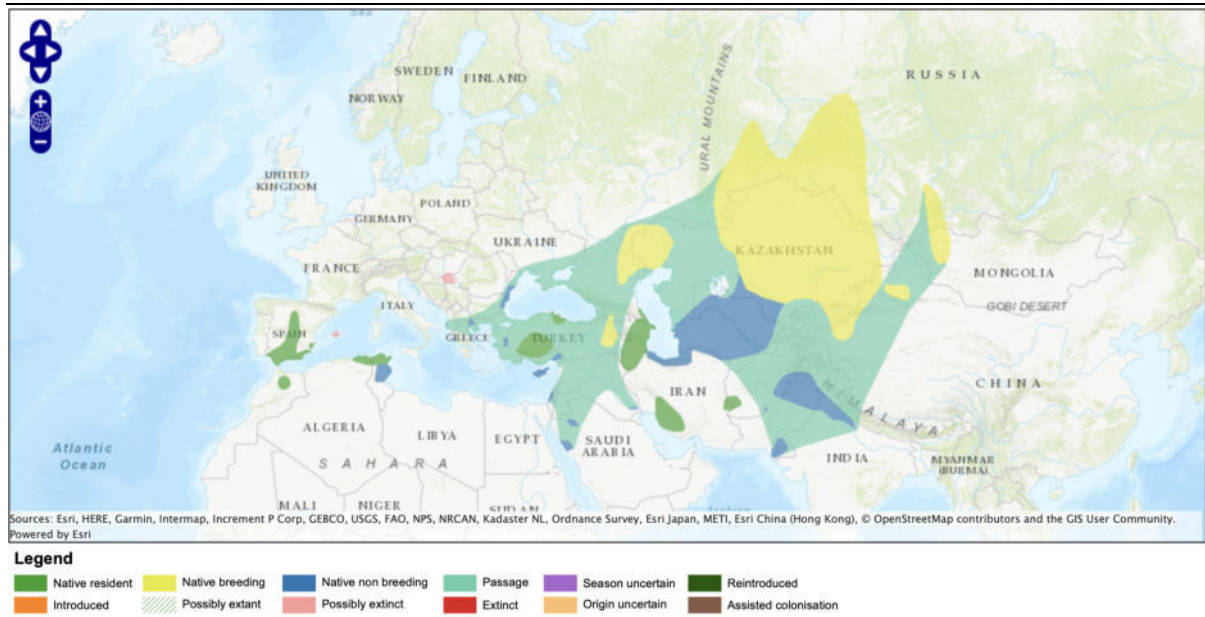 SWEDEN
FINLAND
NORWAY
RUSSIA
URAL MOUNTAINS
UNITED
KINGDOM
POLAND
GERMANY
UKRAINE
KAZAKHSTAN
FRANCE
MONGOLIA
GOBI DESERT
ITALY
SPAIN
GREECE
TURKEY
IRAN
CHINA
HIMALAYA
ALGERIA
LIBYA
EGYPT
SAUDI
ARABIA
INDIA
MYANMAR
(BURMA)
Atlantic
Ocean
SAHARA
MALI
NIGER
Sources: Esri, HERE, Garmin, Intermap, Increment P Corp, GEBCO, USGS, FAO, NPS, NRCAN, Kadaster NL, Ordnance Survey, Esri Japan, METI, Esri China (Hong Kong), © OpenStreetMap contributors and the GIS User Community.
Powered by Esri
Legend
Native resident Native breeding Native non breeding Passage Season uncertain Reintroduced
Introduced Possibly extant Possibly extinct Extinct Origin uncertain Assisted colonisation